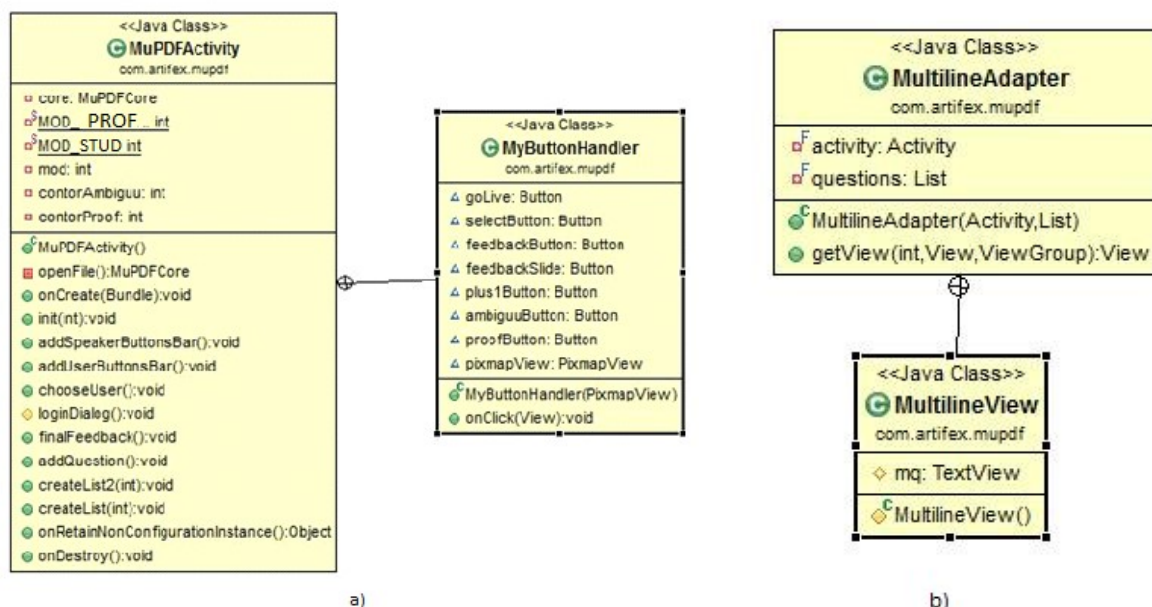 <<Java Class>>
MuPDFActivity
com.artifex.mupdf
core: MuPDFCore
MOD_ PROF .. int
MOD_STUD int
mod: int
contorAmbiguu: int
contorProof: int
MuPDFActivity()
openFile():MuPDFCore
onCreate(Bundle):void
init(int):void
addSpeakerButtonsBar():void
addUserButtonsBar():void
chooseUser():void
loginDialog():void
finalFeedback():void
addQuestion():void
createList2(int):void
createList(int):void
onRetainNonConfigurationInstance():Object
onDestroy():void
<<Java Class>>
MyButtonHandler
com.artifex.mupdf
goLive: Button
selectButton: Button
feedbackButton: Button
feedbackSlide: Button
plus1Button: Button
ambiguuButton: Button
proofButton: Button
pixmapView: PixmapView
MyButtonHandler(PixmapView)
onClick(View):void
a)
<<Java Class>>
MultilineAdapter
com.artifex.mupdf
activity: Activity
questions: List
MultilineAdapter(Activity,List)
getView(int,View,ViewGroup):View
<<Java Class>>
MultilineView
com.artifex.mupdf
mq: TextView
MultilineView()
b)